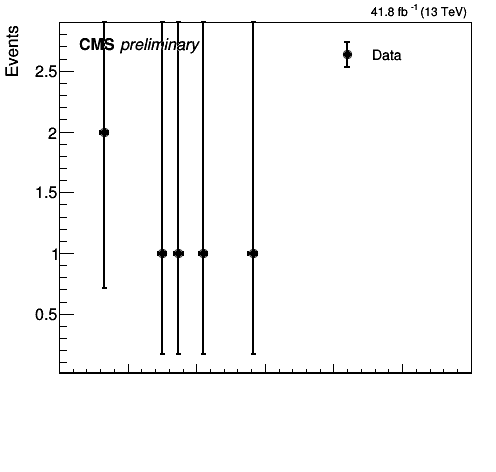 41.8 fb⁻¹ (13 TeV)
Events
CMS preliminary
Data
2.5
2
1.5
1
0.5